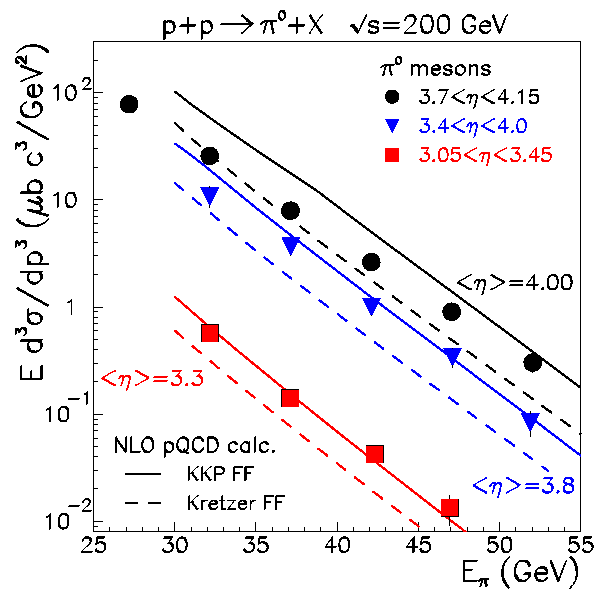 p+p → π⁰+X √s=200 GeV
π⁰ mesons
3.7<η<4.15
3.4<η<4.0
3.05<η<3.45
E d³σ/dp³ (μb c³/GeV²)
10²
10
1
10⁻¹
10⁻²
<η>=4.00
<η>=3.3
<η>=3.8
NLO pQCD calc.
KKP FF
Kretzer FF
25 30 35 40 45 50 55
E_π (GeV)